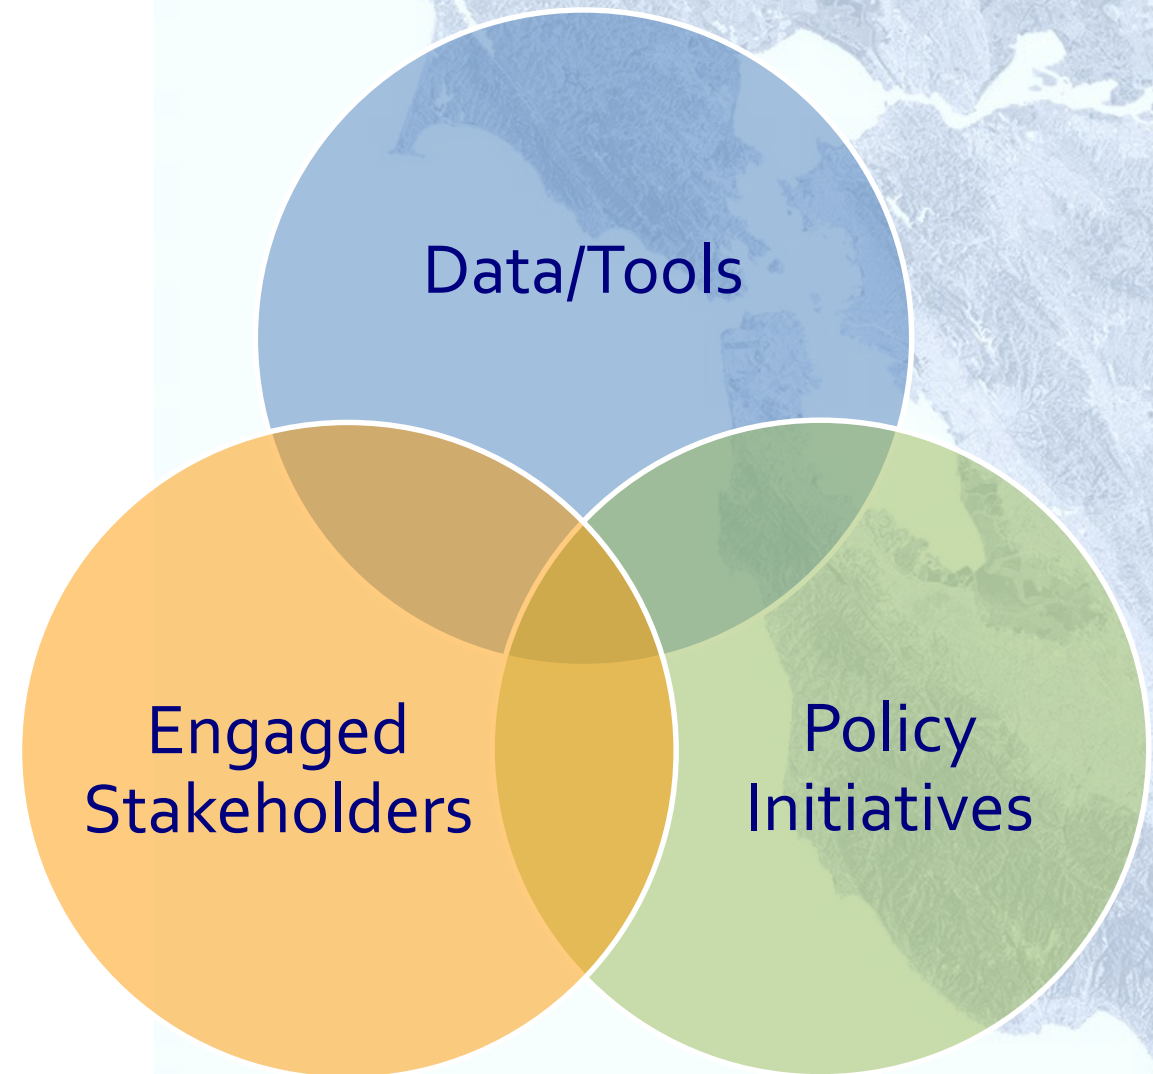 Data/Tools
Engaged
Stakeholders
Policy
Initiatives